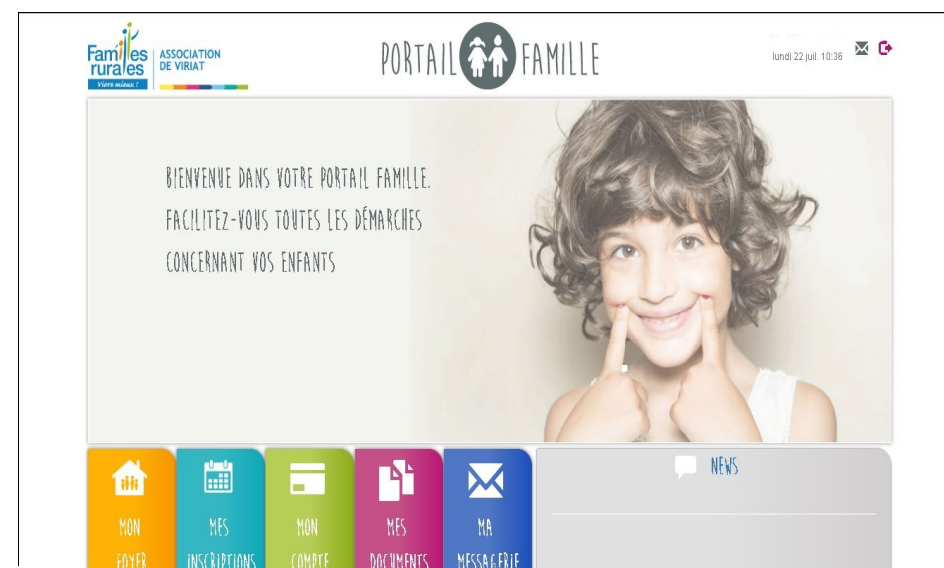 Familles
rurales
Vivre mieux !
ASSOCIATION
DE VIRIAT
PORTAIL FAMILLE
lundi 22 juil. 10:36
BIENVENUE DANS VOTRE PORTAIL FAMILLE.
FACILITEZ-VOUS TOUTES LES DÉMARCHES
CONCERNANT VOS ENFANTS
MON
FOYER
MES
INSCRIPTIONS
MON
COMPTE
MES
DOCUMENTS
MA
MESSAGERIE
NEWS